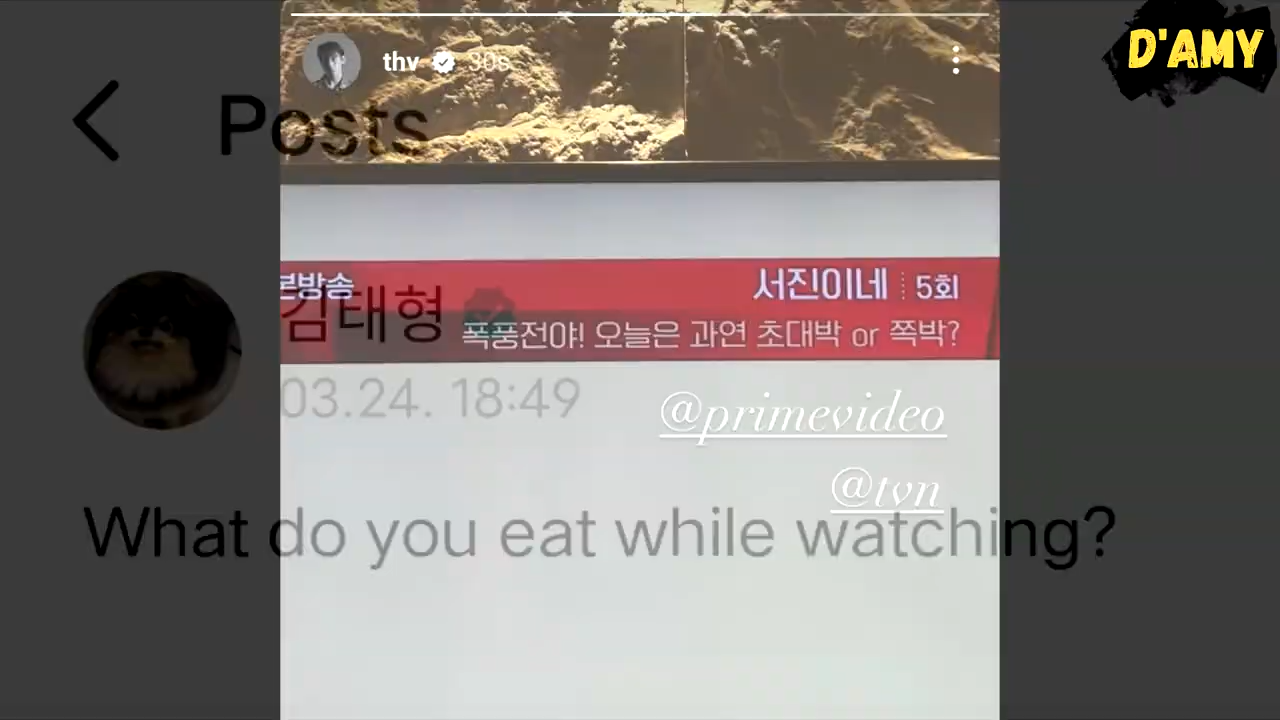 D'AMY
thv 30s
Posts
본방송
서진이네 5회
김태형
폭풍전야! 오늘은 과연 초대박 or 쪽박?
03.24. 18:49
@primevideo
@tvn
What do you eat while watching?